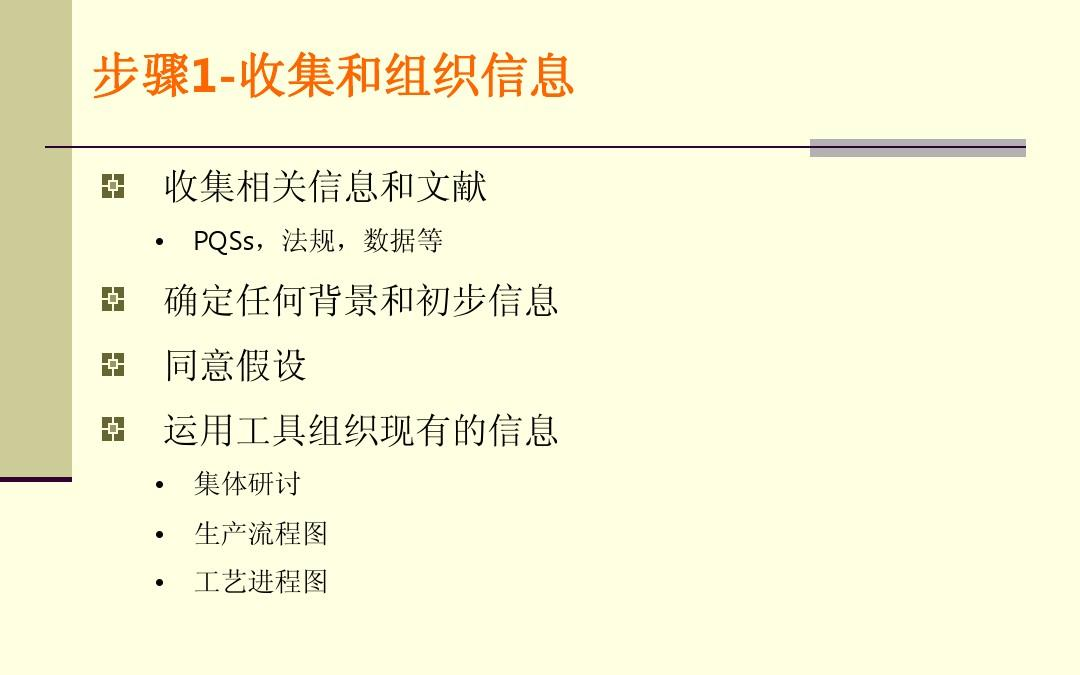 步骤1-收集和组织信息
收集相关信息和文献
• PQSs，法规，数据等
确定任何背景和初步信息
同意假设
运用工具组织现有的信息
• 集体研讨
• 生产流程图
• 工艺进程图